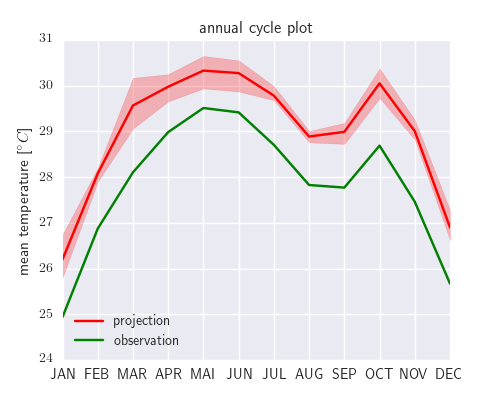 annual cycle plot
31
30
29
28
27
26
25
24
mean temperature [°C]
projection
observation
JAN FEB MAR APR MAI JUN JUL AUG SEP OCT NOV DEC